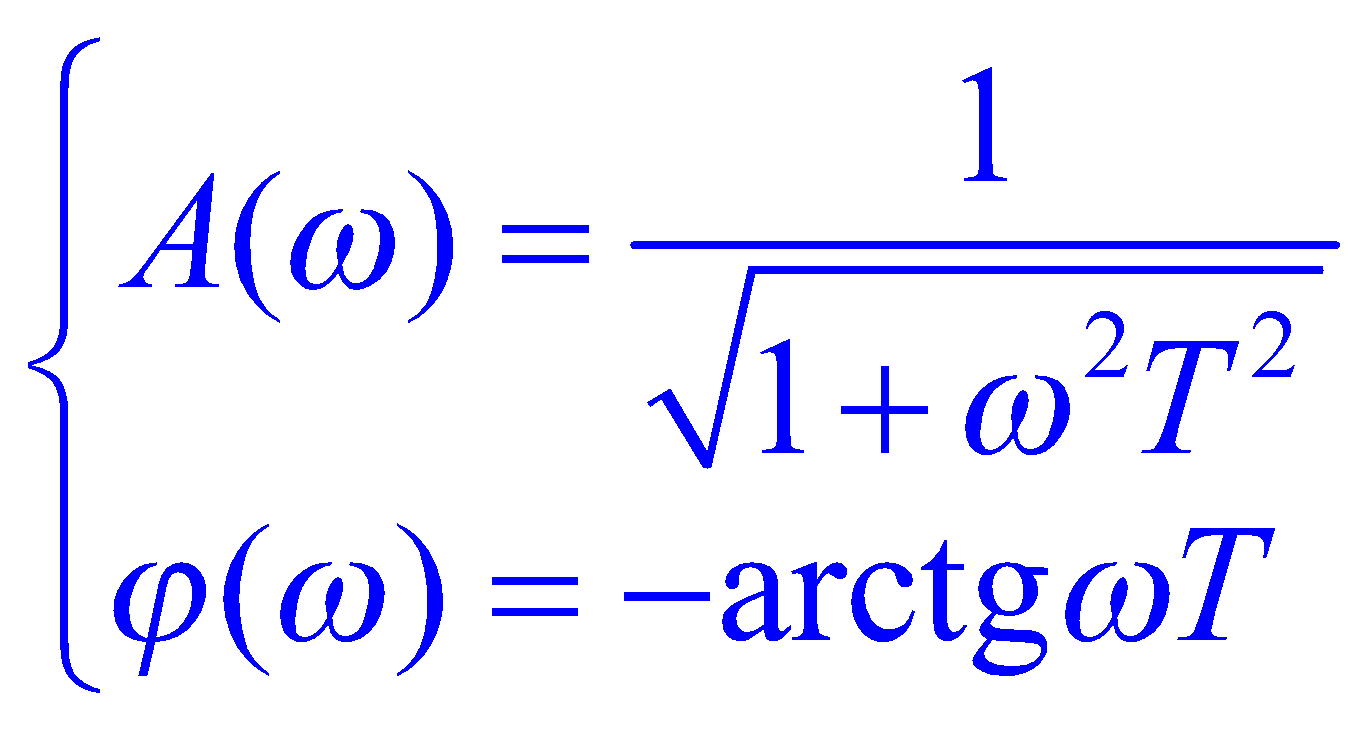 A(ω) = 1/√(1 + ω²T²)
φ(ω) = −arctgωT